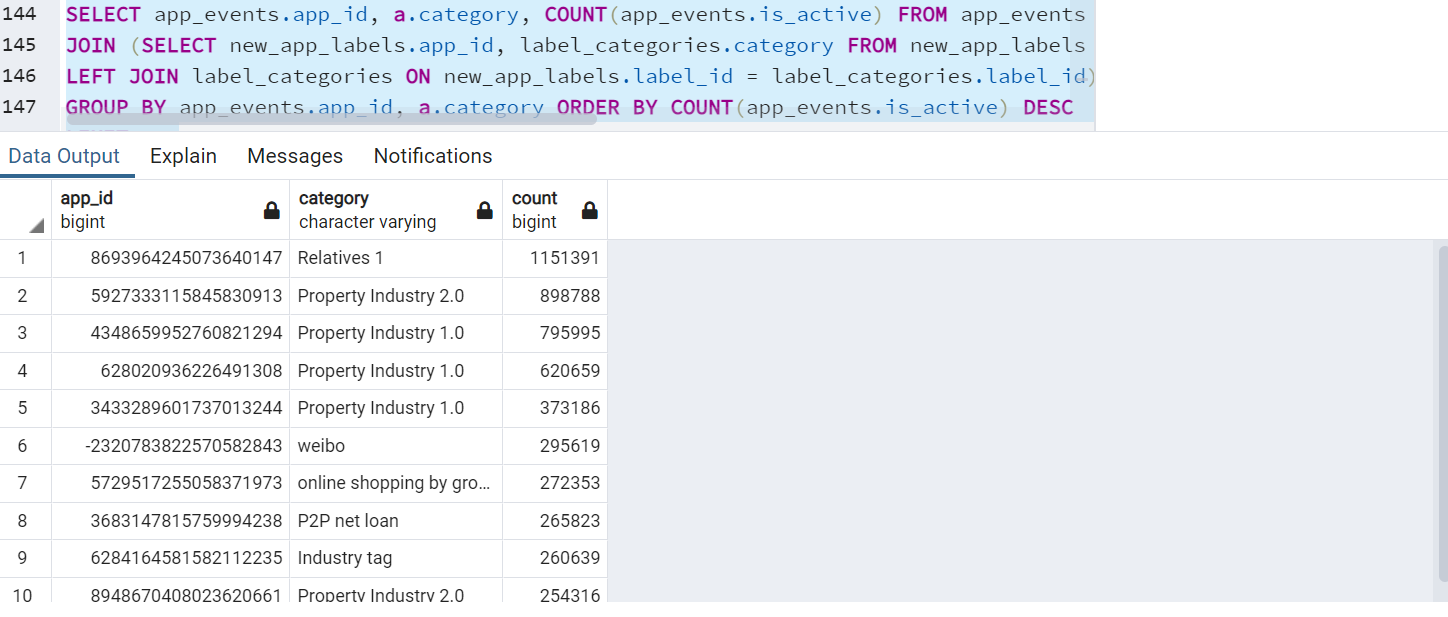 144 SELECT app_events.app_id, a.category, COUNT(app_events.is_active) FROM app_events
145 JOIN (SELECT new_app_labels.app_id, label_categories.category FROM new_app_labels
146 LEFT JOIN label_categories ON new_app_labels.label_id = label_categories.label_id)
147 GROUP BY app_events.app_id, a.category ORDER BY COUNT(app_events.is_active) DESC
Data Output Explain Messages Notifications
app_id category count
bigint character varying bigint
1 8693964245073640147 Relatives 1 1151391
2 5927333115845830913 Property Industry 2.0 898788
3 4348659952760821294 Property Industry 1.0 795995
4 628020936226491308 Property Industry 1.0 620659
5 3433289601737013244 Property Industry 1.0 373186
6 -2320783822570582843 weibo 295619
7 5729517255058371973 online shopping by gro... 272353
8 3683147815759994238 P2P net loan 265823
9 6284164581582112235 Industry tag 260639
10 8948670408023620661 Property Industry 2.0 254316